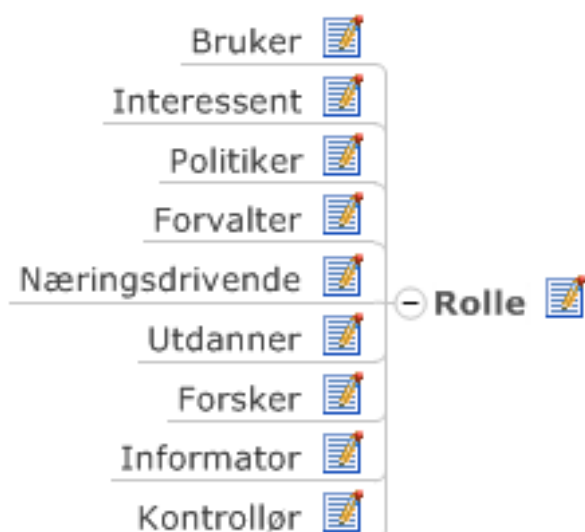 Bruker
Interessent
Politiker
Forvalter
Næringsdrivende
Rolle
Utdanner
Forsker
Informator
Kontrollør